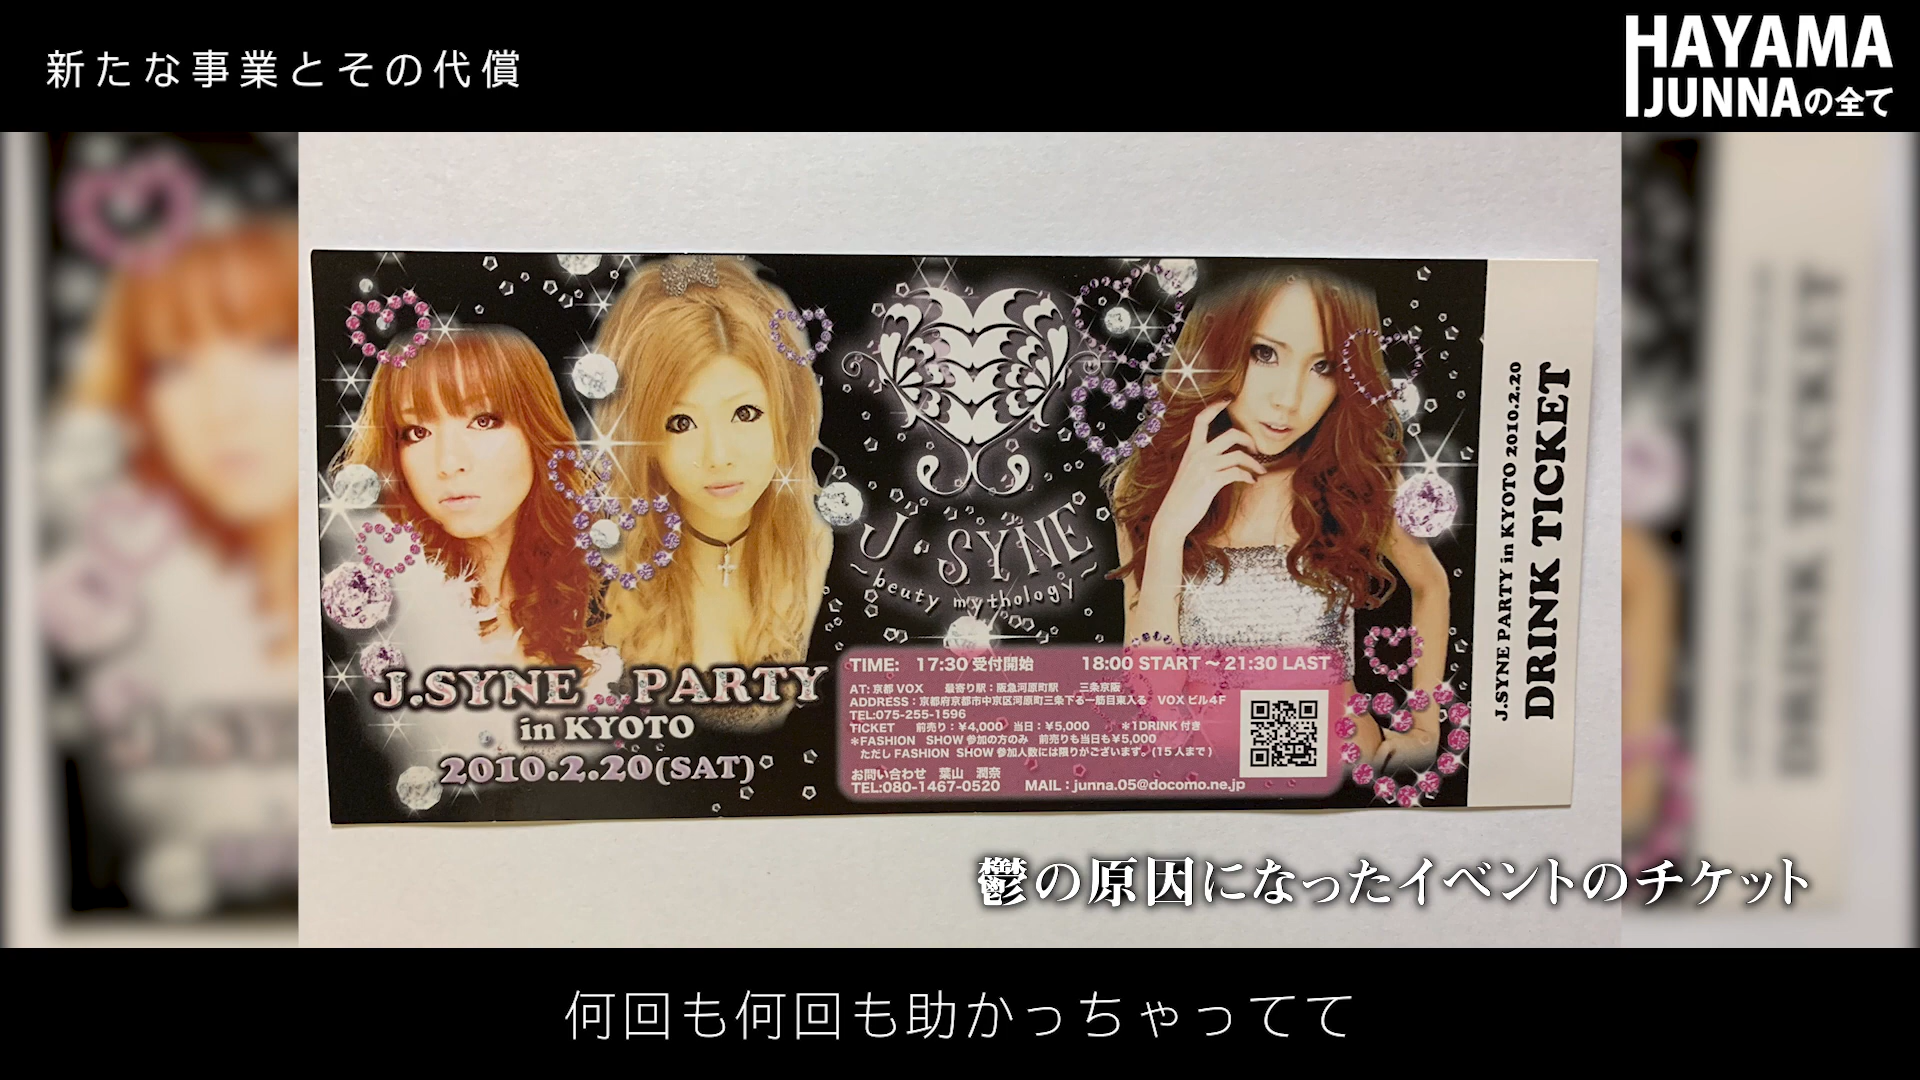 新たな事業とその代償
HAYAMA
JUNNAの全て
J.SYNE
~beuty mythology~
J.SYNE PARTY
in KYOTO
2010.2.20(SAT)
TIME: 17:30 受付開始 18:00 START ~ 21:30 LAST
AT: 京都 VOX 最寄り駅：阪急河原町駅 三条京阪
ADDRESS：京都府京都市中京区河原町三条下る一筋目東入る VOX ビル4F
TEL:075-255-1596
TICKET 前売り：¥4,000 当日：¥5,000 ＊1DRINK 付き
＊FASHION SHOW 参加の方のみ 前売りも当日も¥5,000
ただし FASHION SHOW 参加人数には限りがございます。(15 人まで)
お問い合わせ 葉山 潤奈
TEL:080-1467-0520 MAIL：junna.05@docomo.ne.jp
J.SYNE PARTY in KYOTO 2010.2.20
DRINK TICKET
鬱の原因になったイベントのチケット
何回も何回も助かっちゃってて